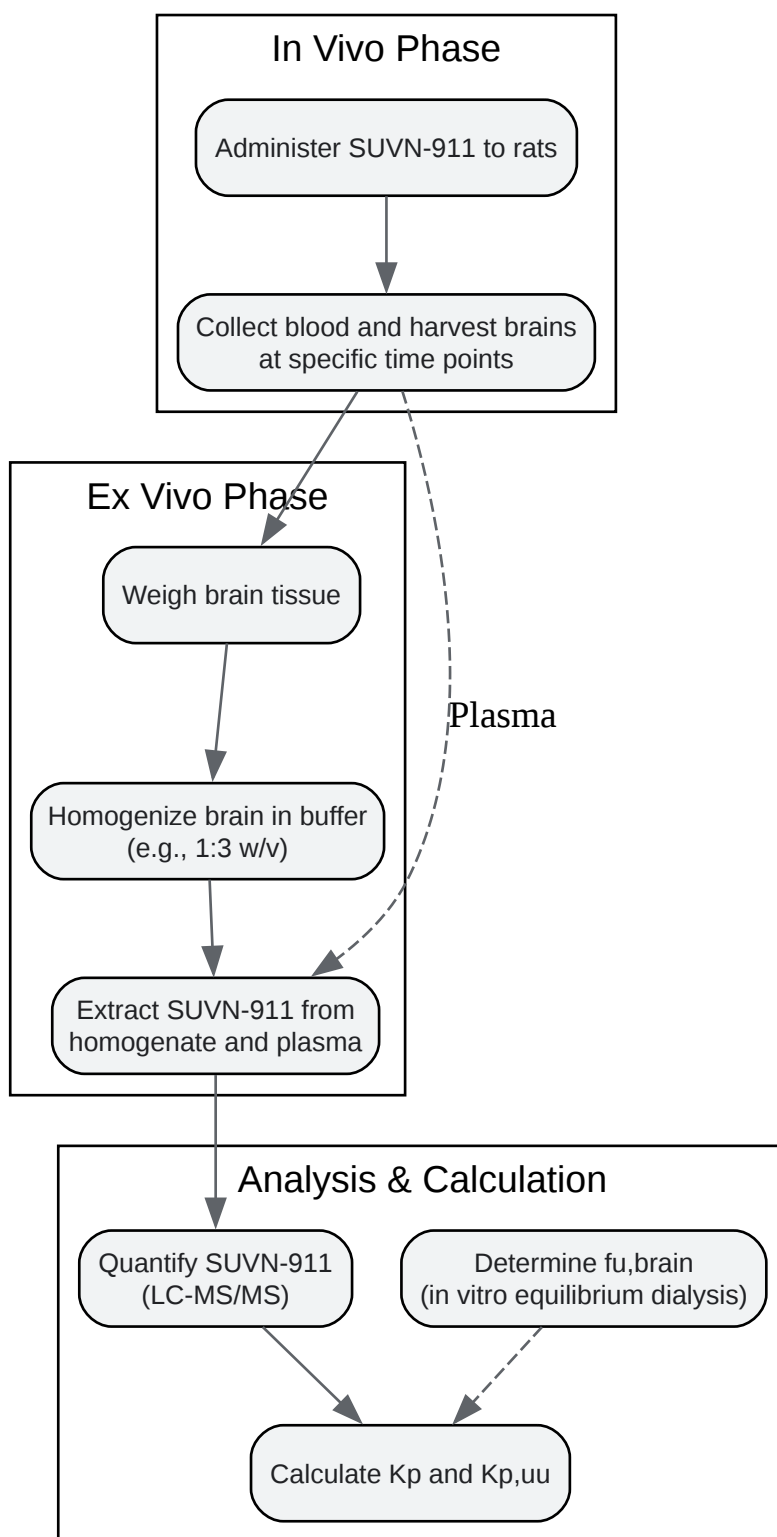 In Vivo Phase
Administer SUVN-911 to rats
Collect blood and harvest brains
at specific time points
Ex Vivo Phase
Weigh brain tissue
Plasma
Homogenize brain in buffer
(e.g., 1:3 w/v)
Extract SUVN-911 from
homogenate and plasma
Analysis & Calculation
Quantify SUVN-911
(LC-MS/MS)
Determine fu,brain
(in vitro equilibrium dialysis)
Calculate Kp and Kp,uu